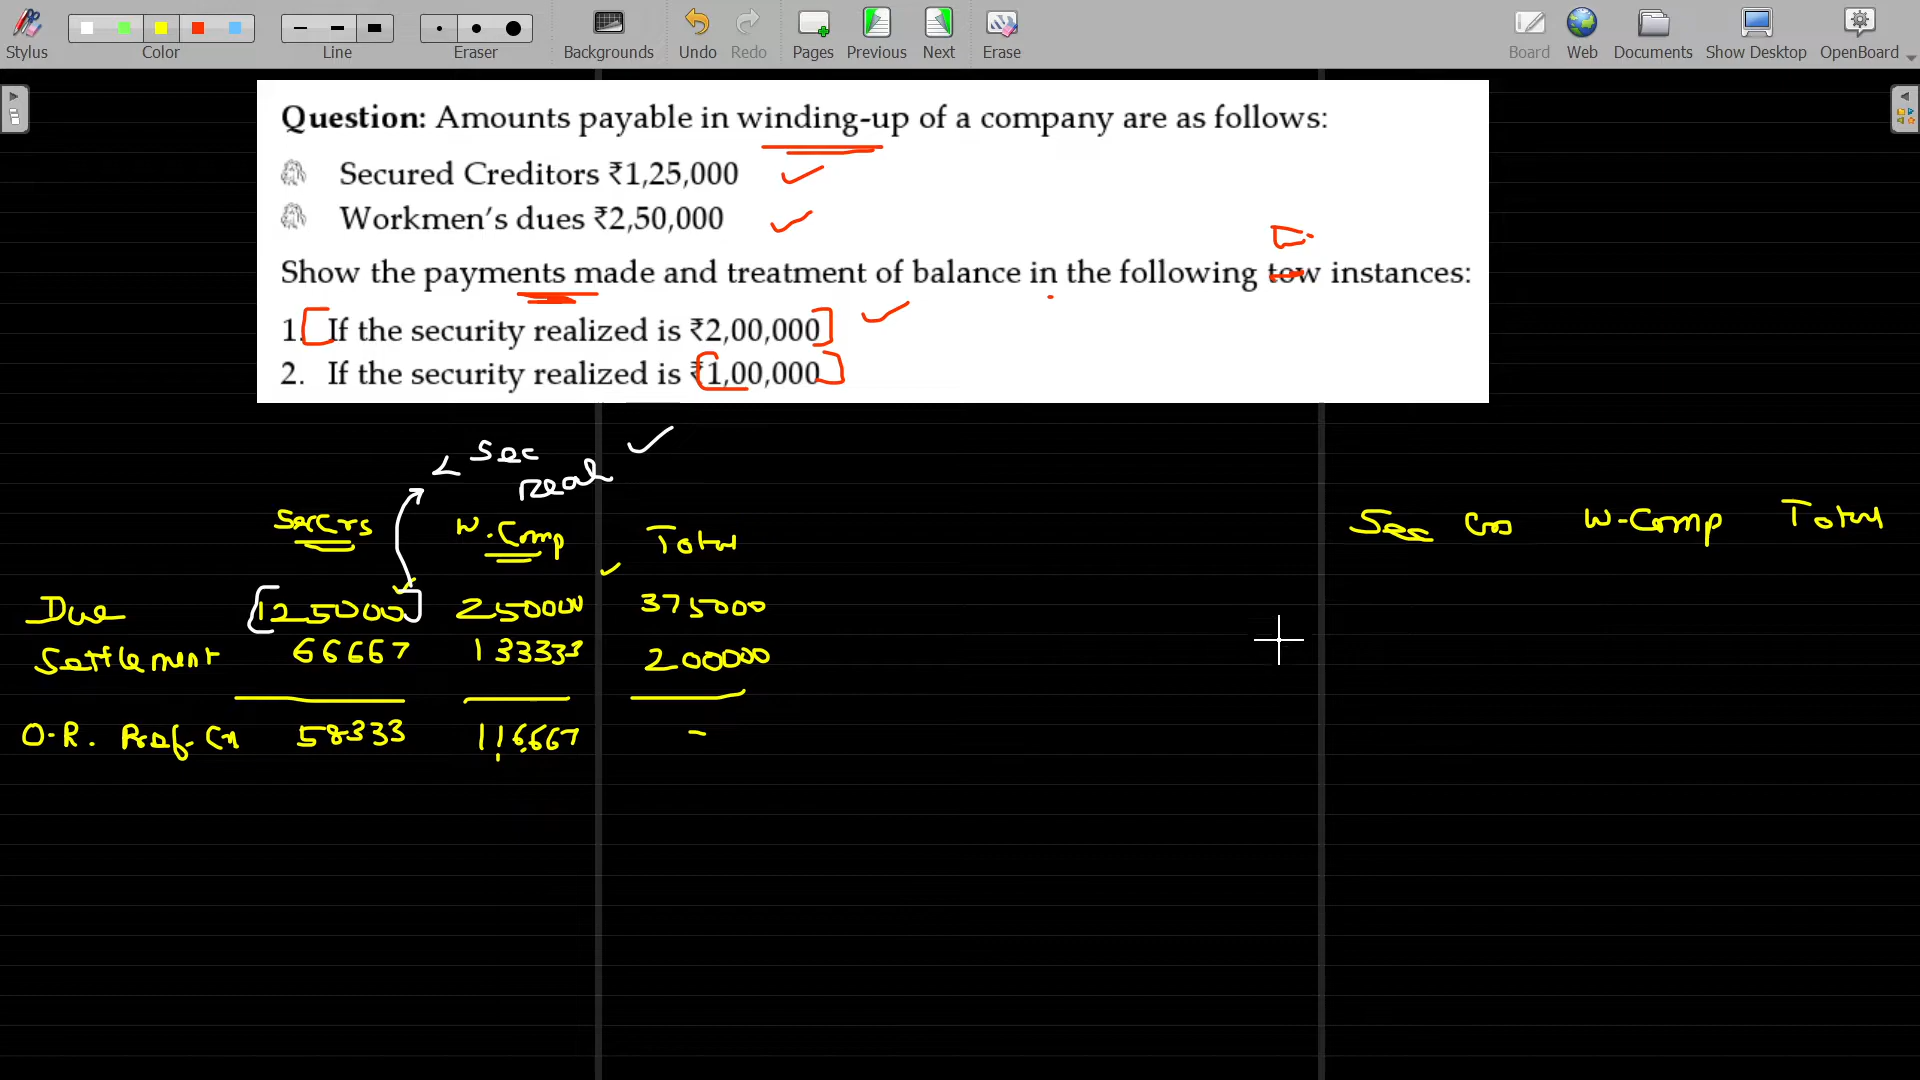 Stylus Color Line Eraser Backgrounds Undo Redo Pages Previous Next Erase Board Web Documents Show Desktop OpenBoard
Question: Amounts payable in winding-up of a company are as follows:
Secured Creditors ₹1,25,000
Workmen's dues ₹2,50,000
Show the payments made and treatment of balance in the following tow instances:
1. If the security realized is ₹2,00,000
2. If the security realized is ₹1,00,000
< Sec
Real
Sec Crs W. Comp Total
Due 125000 250000 375000
Settlement 66667 133333 200000
O.R. Pref. Cr 58333 116667 -
Sec Crs W-Comp Total